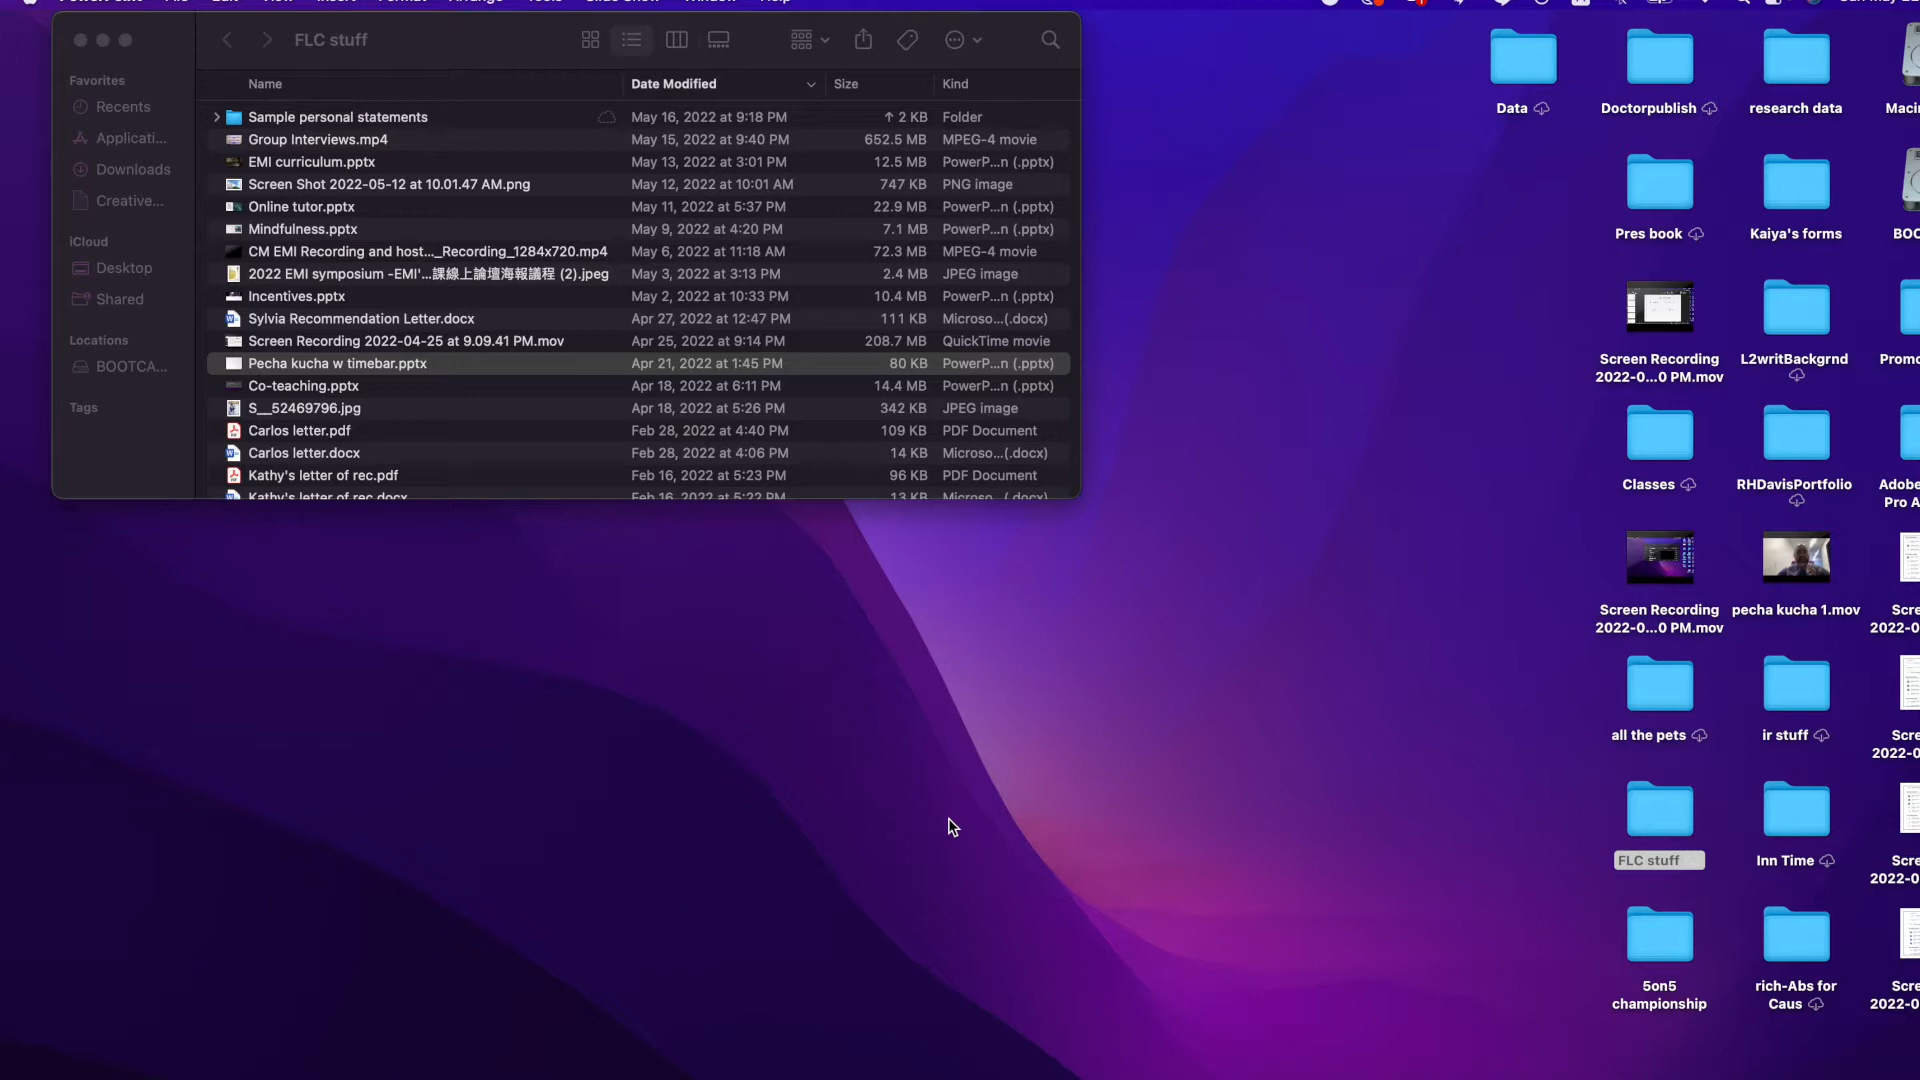 FLC stuff
Favorites
Recents
Applicati...
Downloads
Creative...
iCloud
Desktop
Shared
Locations
BOOTCA...
Tags
Name Date Modified Size Kind
Sample personal statements May 16, 2022 at 9:18 PM ↑ 2 KB Folder
Group Interviews.mp4 May 15, 2022 at 9:40 PM 652.5 MB MPEG-4 movie
EMI curriculum.pptx May 13, 2022 at 3:01 PM 12.5 MB PowerP...n (.pptx)
Screen Shot 2022-05-12 at 10.01.47 AM.png May 12, 2022 at 10:01 AM 747 KB PNG image
Online tutor.pptx May 11, 2022 at 5:37 PM 22.9 MB PowerP...n (.pptx)
Mindfulness.pptx May 9, 2022 at 4:20 PM 7.1 MB PowerP...n (.pptx)
CM EMI Recording and host..._Recording_1284x720.mp4 May 6, 2022 at 11:18 AM 72.3 MB MPEG-4 movie
2022 EMI symposium -EMI'...課線上論壇海報議程 (2).jpeg May 3, 2022 at 3:13 PM 2.4 MB JPEG image
Incentives.pptx May 2, 2022 at 10:33 PM 10.4 MB PowerP...n (.pptx)
Sylvia Recommendation Letter.docx Apr 27, 2022 at 12:47 PM 111 KB Microso...(.docx)
Screen Recording 2022-04-25 at 9.09.41 PM.mov Apr 25, 2022 at 9:14 PM 208.7 MB QuickTime movie
Pecha kucha w timebar.pptx Apr 21, 2022 at 1:45 PM 80 KB PowerP...n (.pptx)
Co-teaching.pptx Apr 18, 2022 at 6:11 PM 14.4 MB PowerP...n (.pptx)
S__52469796.jpg Apr 18, 2022 at 5:26 PM 342 KB JPEG image
Carlos letter.pdf Feb 28, 2022 at 4:40 PM 109 KB PDF Document
Carlos letter.docx Feb 28, 2022 at 4:06 PM 14 KB Microso...(.docx)
Kathy's letter of rec.pdf Feb 16, 2022 at 5:23 PM 96 KB PDF Document
Kathy's letter of rec.docx Feb 16, 2022 at 5:22 PM 13 KB Microso...(.docx)
Data Doctorpublish research data
Pres book Kaiya's forms
Screen Recording
2022-0...0 PM.mov
L2writBackgrnd
Classes RHDavisPortfolio
Screen Recording
2022-0...0 PM.mov
pecha kucha 1.mov
all the pets ir stuff
FLC stuff Inn Time
5on5
championship
rich-Abs for
Caus